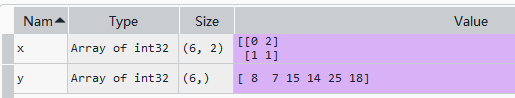 Nam Type Size Value
x Array of int32 (6, 2) [[0 2]
[1 1]
y Array of int32 (6,) [ 8 7 15 14 25 18]